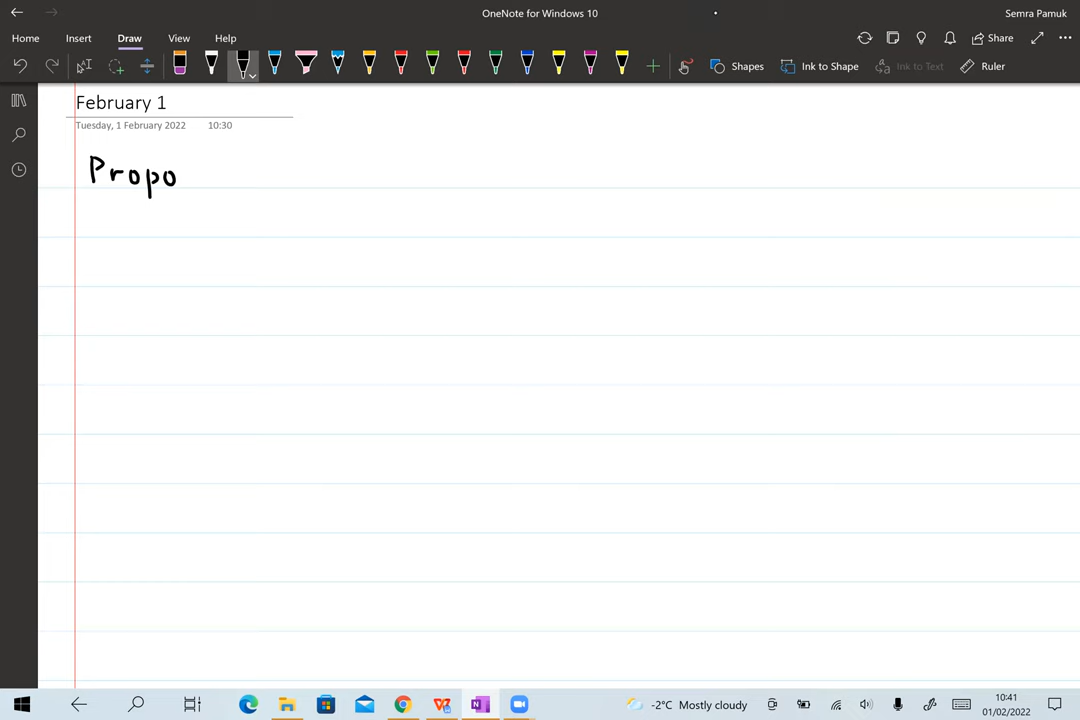 OneNote for Windows 10
Semra Pamuk
Home Insert Draw View Help
Share
Shapes Ink to Shape Ink to Text Ruler
February 1
Tuesday, 1 February 2022 10:30
Propo
-2°C Mostly cloudy
10:41
01/02/2022